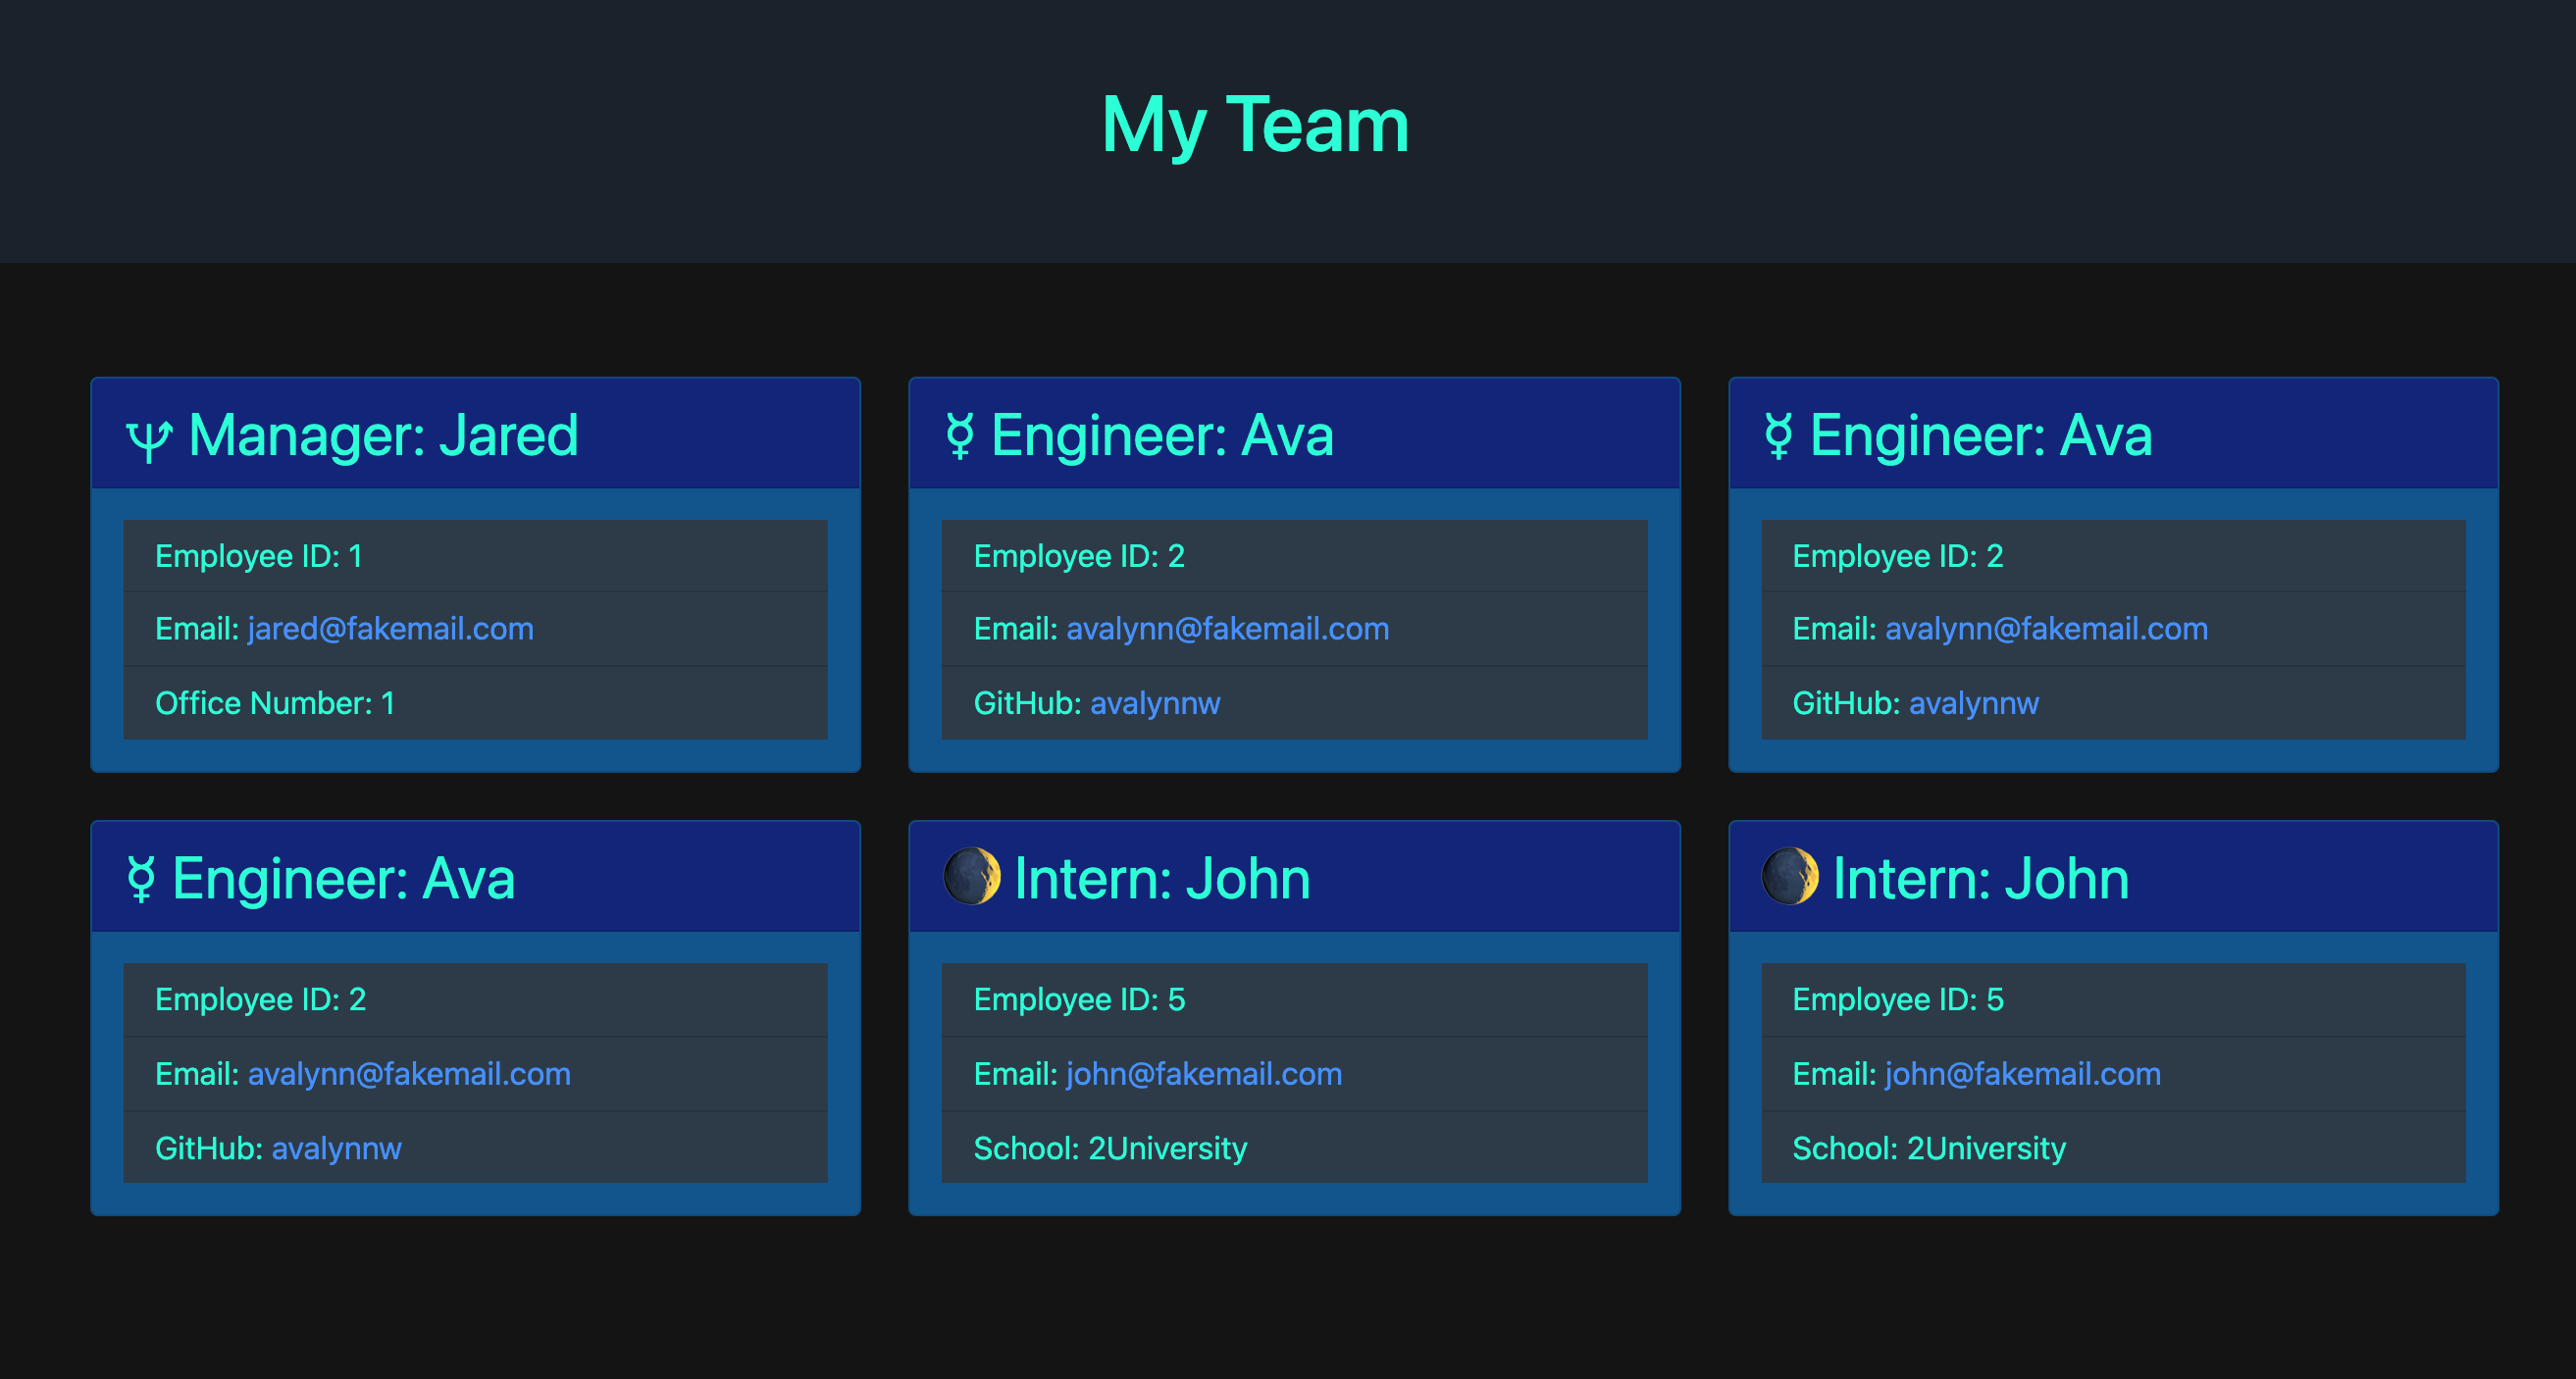 My Team
♆ Manager: Jared
Employee ID: 1
Email: jared@fakemail.com
Office Number: 1
☿ Engineer: Ava
Employee ID: 2
Email: avalynn@fakemail.com
GitHub: avalynnw
☿ Engineer: Ava
Employee ID: 2
Email: avalynn@fakemail.com
GitHub: avalynnw
☿ Engineer: Ava
Employee ID: 2
Email: avalynn@fakemail.com
GitHub: avalynnw
🌒 Intern: John
Employee ID: 5
Email: john@fakemail.com
School: 2University
🌒 Intern: John
Employee ID: 5
Email: john@fakemail.com
School: 2University